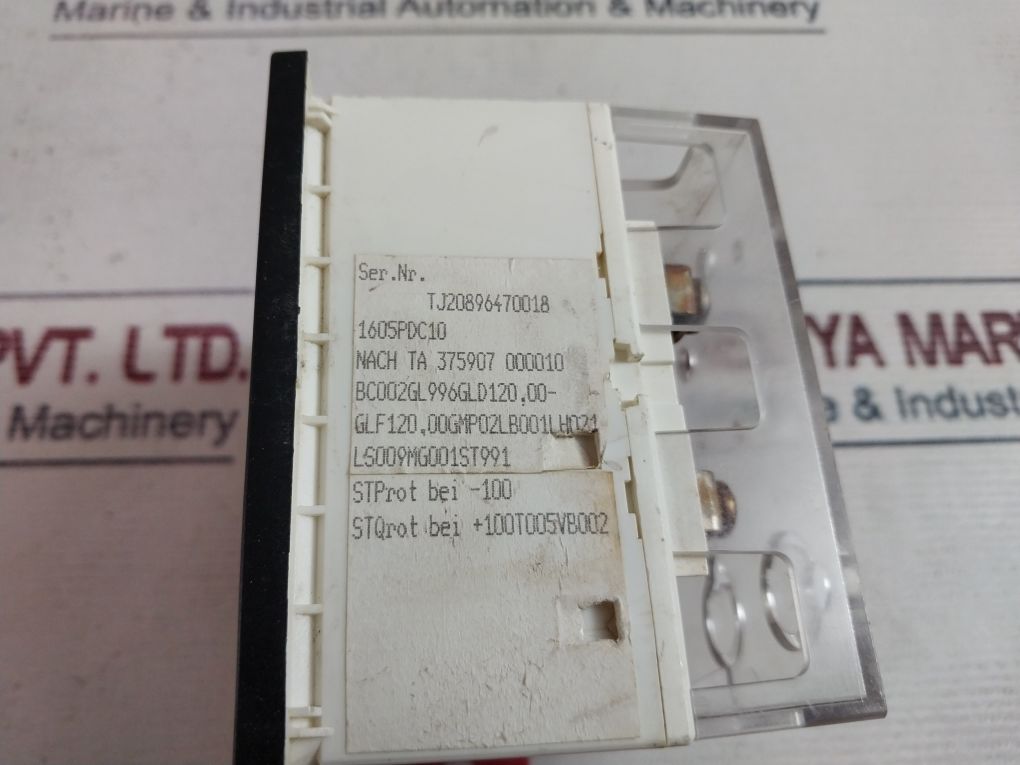 Marine & Industrial Automation & Machinery
PVT. LTD.
Machinery
YA MAR
& Indust
Ser.Nr.
TJ20896470018
1605PDC10
NACH TA 375907 000010
BC002GL996GLD120,00-
GLF120,00GMP02LB001LH021
LS009MG001ST991
STProt bei -100
STQrot bei +100T005VB002